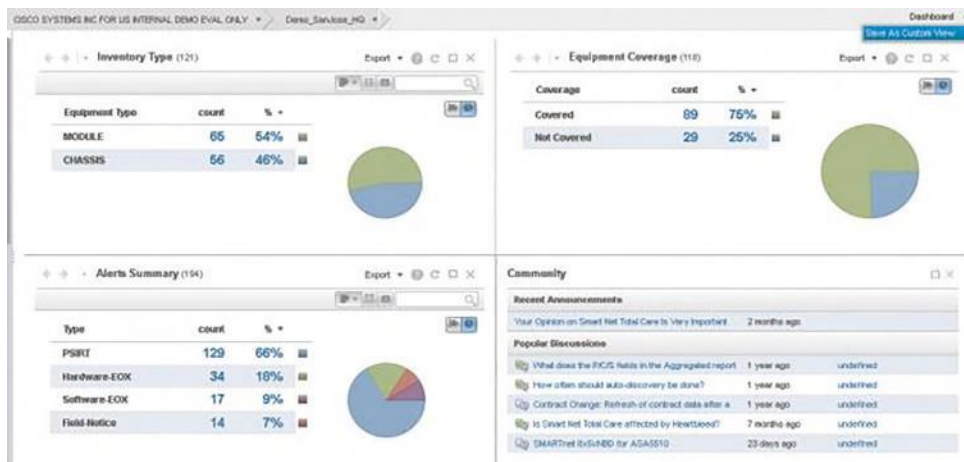 CISCO SYSTEMS INC FOR US INTERNAL DEMO EVAL ONLY
Demo_SanJose_HQ
Dashboard
Save As Custom View
Inventory Type (121)
Export
Equipment Type count %
MODULE 65 54%
CHASSIS 56 46%
Equipment Coverage (118)
Export
Coverage count %
Covered 89 75%
Not Covered 29 25%
Alerts Summary (194)
Export
Type count %
PSIRT 129 66%
Hardware-EOX 34 18%
Software-EOX 17 9%
Field-Notice 14 7%
Community
Recent Announcements
Your Opinion on Smart Net Total Care Is Very Important 2 months ago
Popular Discussions
What does the P/C/S fields in the Aggregated report 1 year ago undefined
How often should auto-discovery be done? 1 year ago undefined
Contract Change: Refresh of contract data after a 1 year ago undefined
Is Smart Net Total Care affected by Heartbleed? 7 months ago undefined
SMARTnet 8x5xNBD for ASA5510 23 days ago undefined